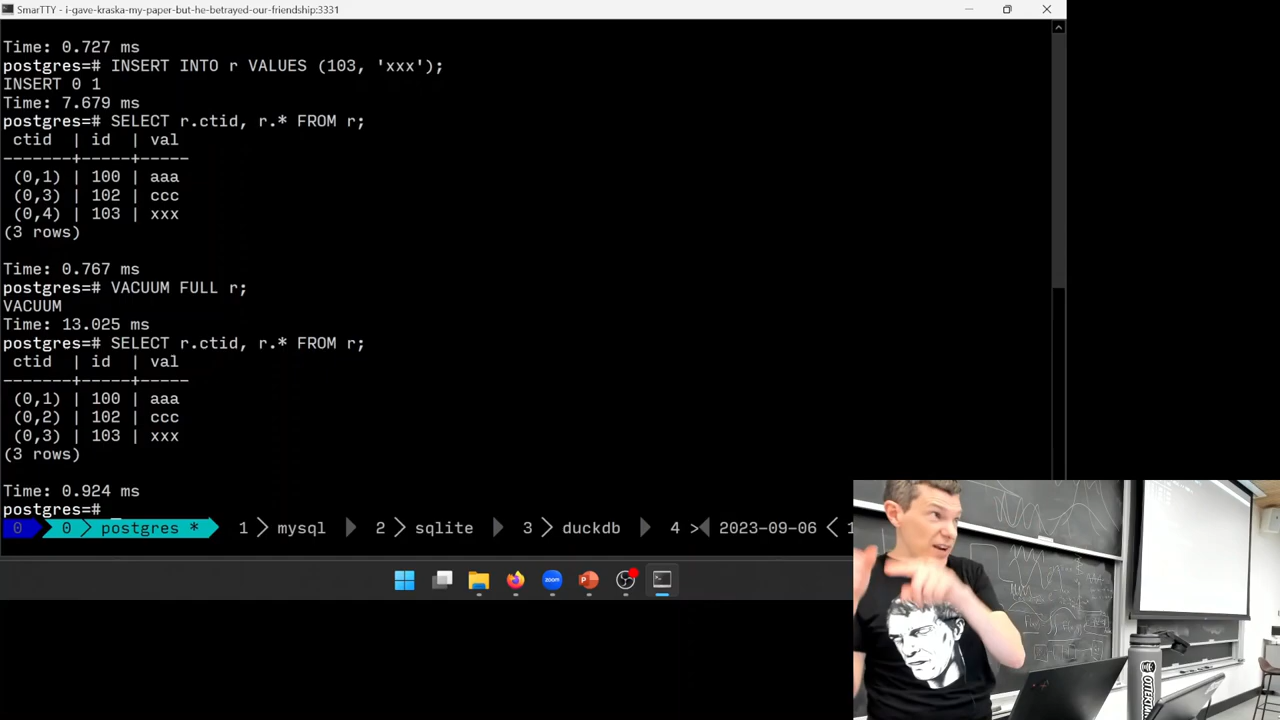 SmarTTY - i-gave-kraska-my-paper-but-he-betrayed-our-friendship:3331
Time: 0.727 ms
postgres=# INSERT INTO r VALUES (103, 'xxx');
INSERT 0 1
Time: 7.679 ms
postgres=# SELECT r.ctid, r.* FROM r;
ctid | id | val
-------+-----+-----
(0,1) | 100 | aaa
(0,3) | 102 | ccc
(0,4) | 103 | xxx
(3 rows)
Time: 0.767 ms
postgres=# VACUUM FULL r;
VACUUM
Time: 13.025 ms
postgres=# SELECT r.ctid, r.* FROM r;
ctid | id | val
-------+-----+-----
(0,1) | 100 | aaa
(0,2) | 102 | ccc
(0,3) | 103 | xxx
(3 rows)
Time: 0.924 ms
postgres=#
0 0 postgres * 1 mysql 2 sqlite 3 duckdb 4 > 2023-09-06 1
zoom